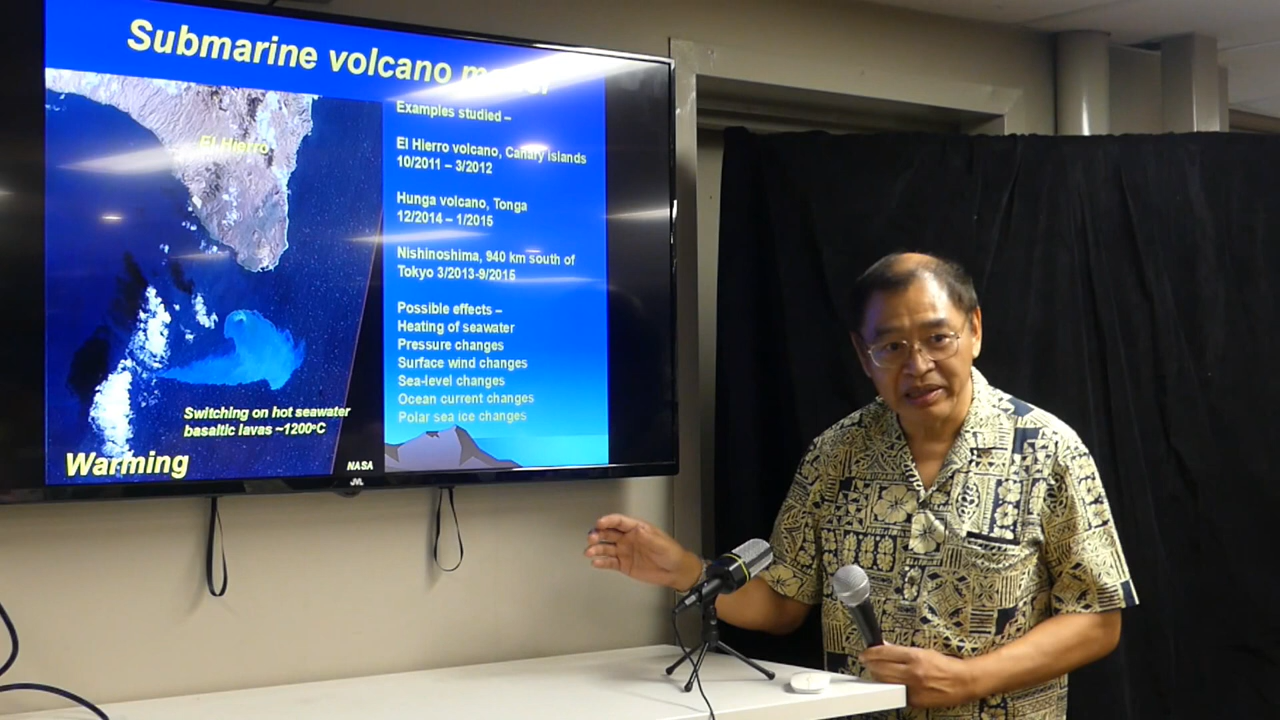 Submarine volcano
El Hierro
Switching on hot seawater
basaltic lavas ~1200°C
Warming
NASA
Examples studied –
El Hierro volcano, Canary Islands
10/2011 – 3/2012
Hunga volcano, Tonga
12/2014 – 1/2015
Nishinoshima, 940 km south of
Tokyo 3/2013-9/2015
Possible effects –
Heating of seawater
Pressure changes
Surface wind changes
Sea-level changes
Ocean current changes
Polar sea ice changes
JVC